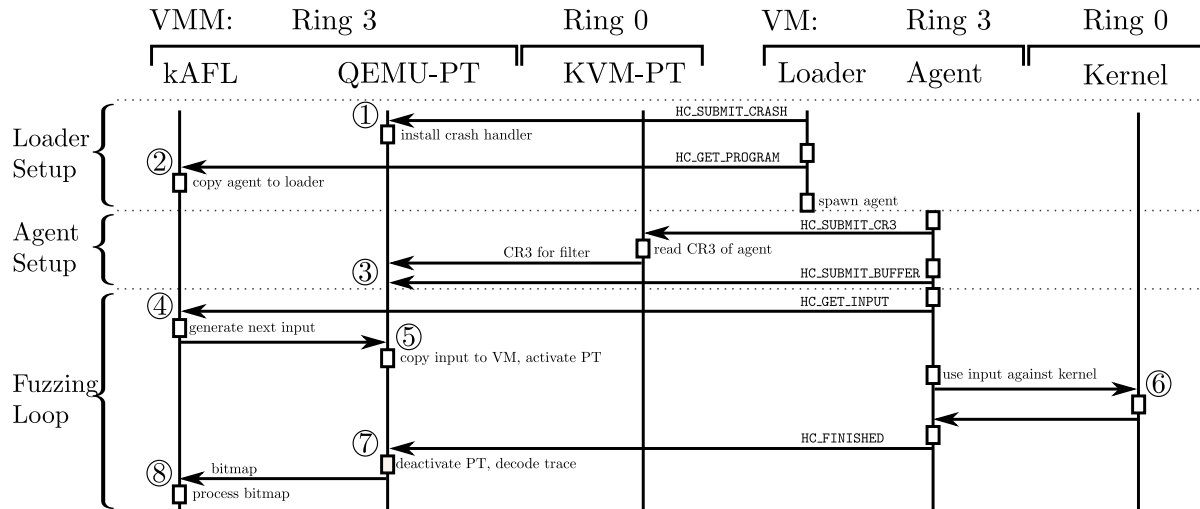 VMM: Ring 3 Ring 0 VM: Ring 3 Ring 0
kAFL QEMU-PT KVM-PT Loader Agent Kernel
Loader
Setup
① HC_SUBMIT_CRASH
install crash handler
② HC_GET_PROGRAM
copy agent to loader
spawn agent
Agent
Setup
HC_SUBMIT_CR3
read CR3 of agent
CR3 for filter
③ HC_SUBMIT_BUFFER
Fuzzing
Loop
④ HC_GET_INPUT
generate next input
⑤
copy input to VM, activate PT
use input against kernel
⑥
⑦ HC_FINISHED
deactivate PT, decode trace
⑧ bitmap
process bitmap